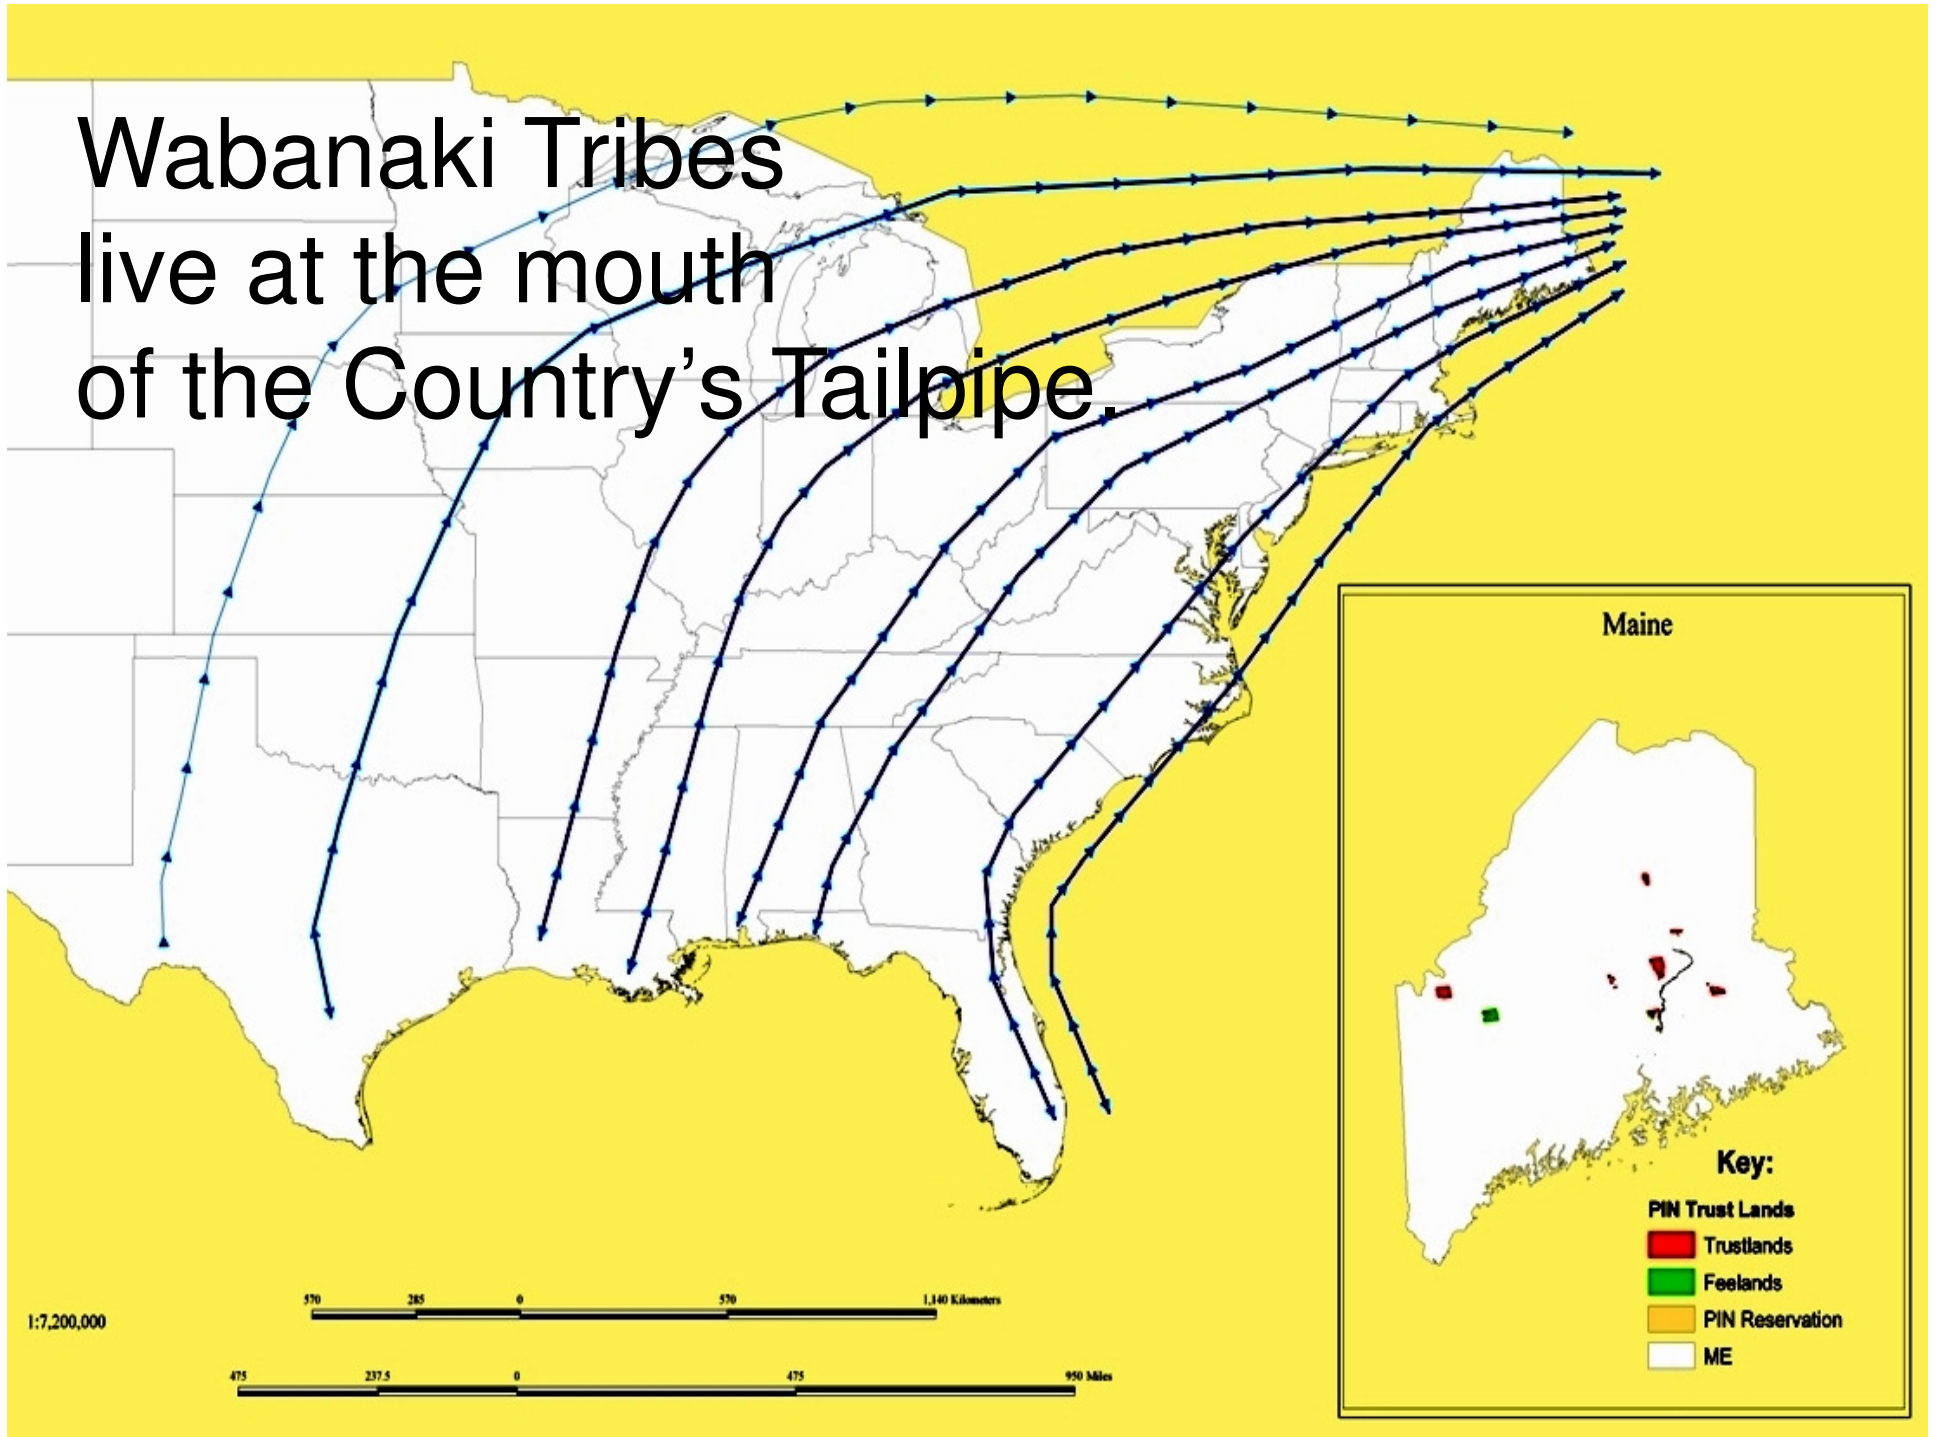 Wabanaki Tribes
live at the mouth
of the Country’s Tailpipe.
Maine
Key:
PIN Trust Lands
Trustlands
Feelands
PIN Reservation
ME
1:7,200,000
570 285 0 570 1,140 Kilometers
475 237.5 0 475 950 Miles